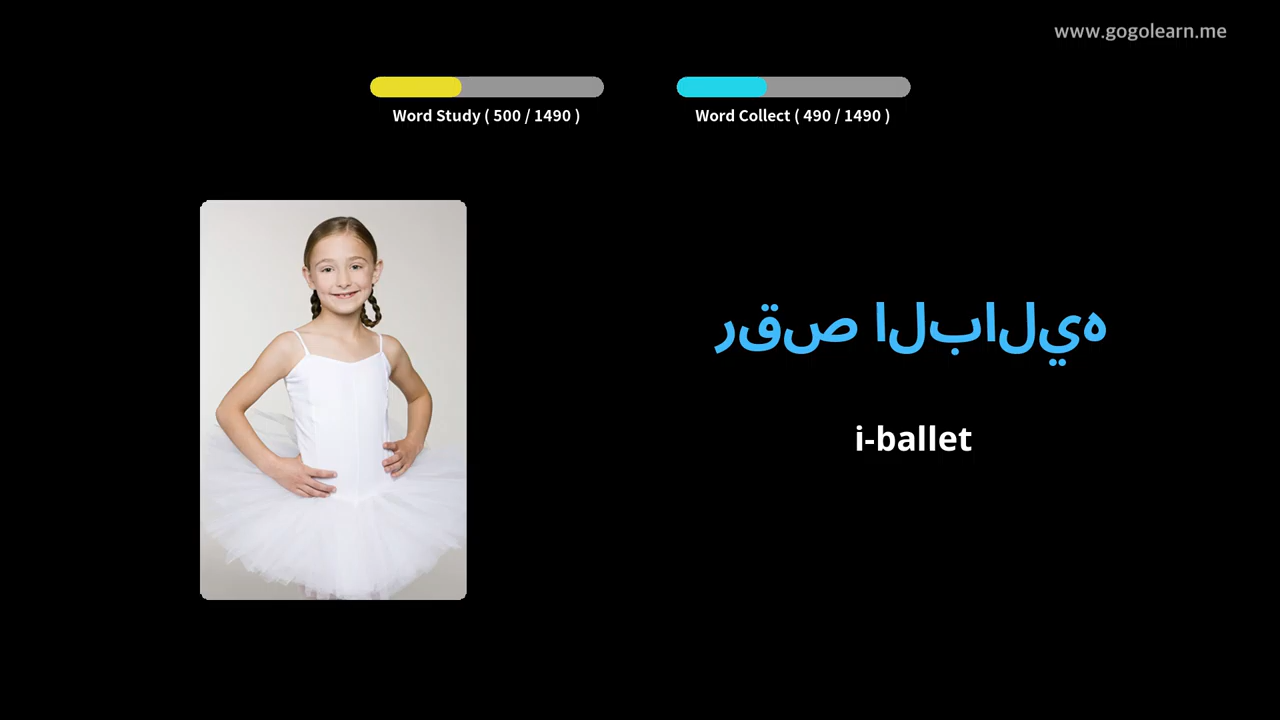 www.gogolearn.me
Word Study ( 500 / 1490 )
Word Collect ( 490 / 1490 )
رقص الباليه
i-ballet